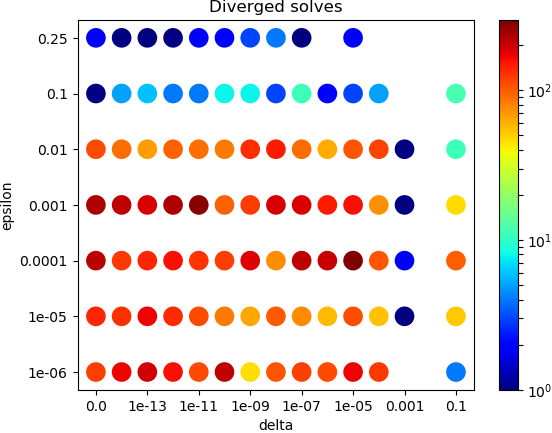 Diverged solves
epsilon
0.25
0.1
0.01
0.001
0.0001
1e-05
1e-06
0.0 1e-13 1e-11 1e-09 1e-07 1e-05 0.001 0.1
delta
10²
10¹
10⁰